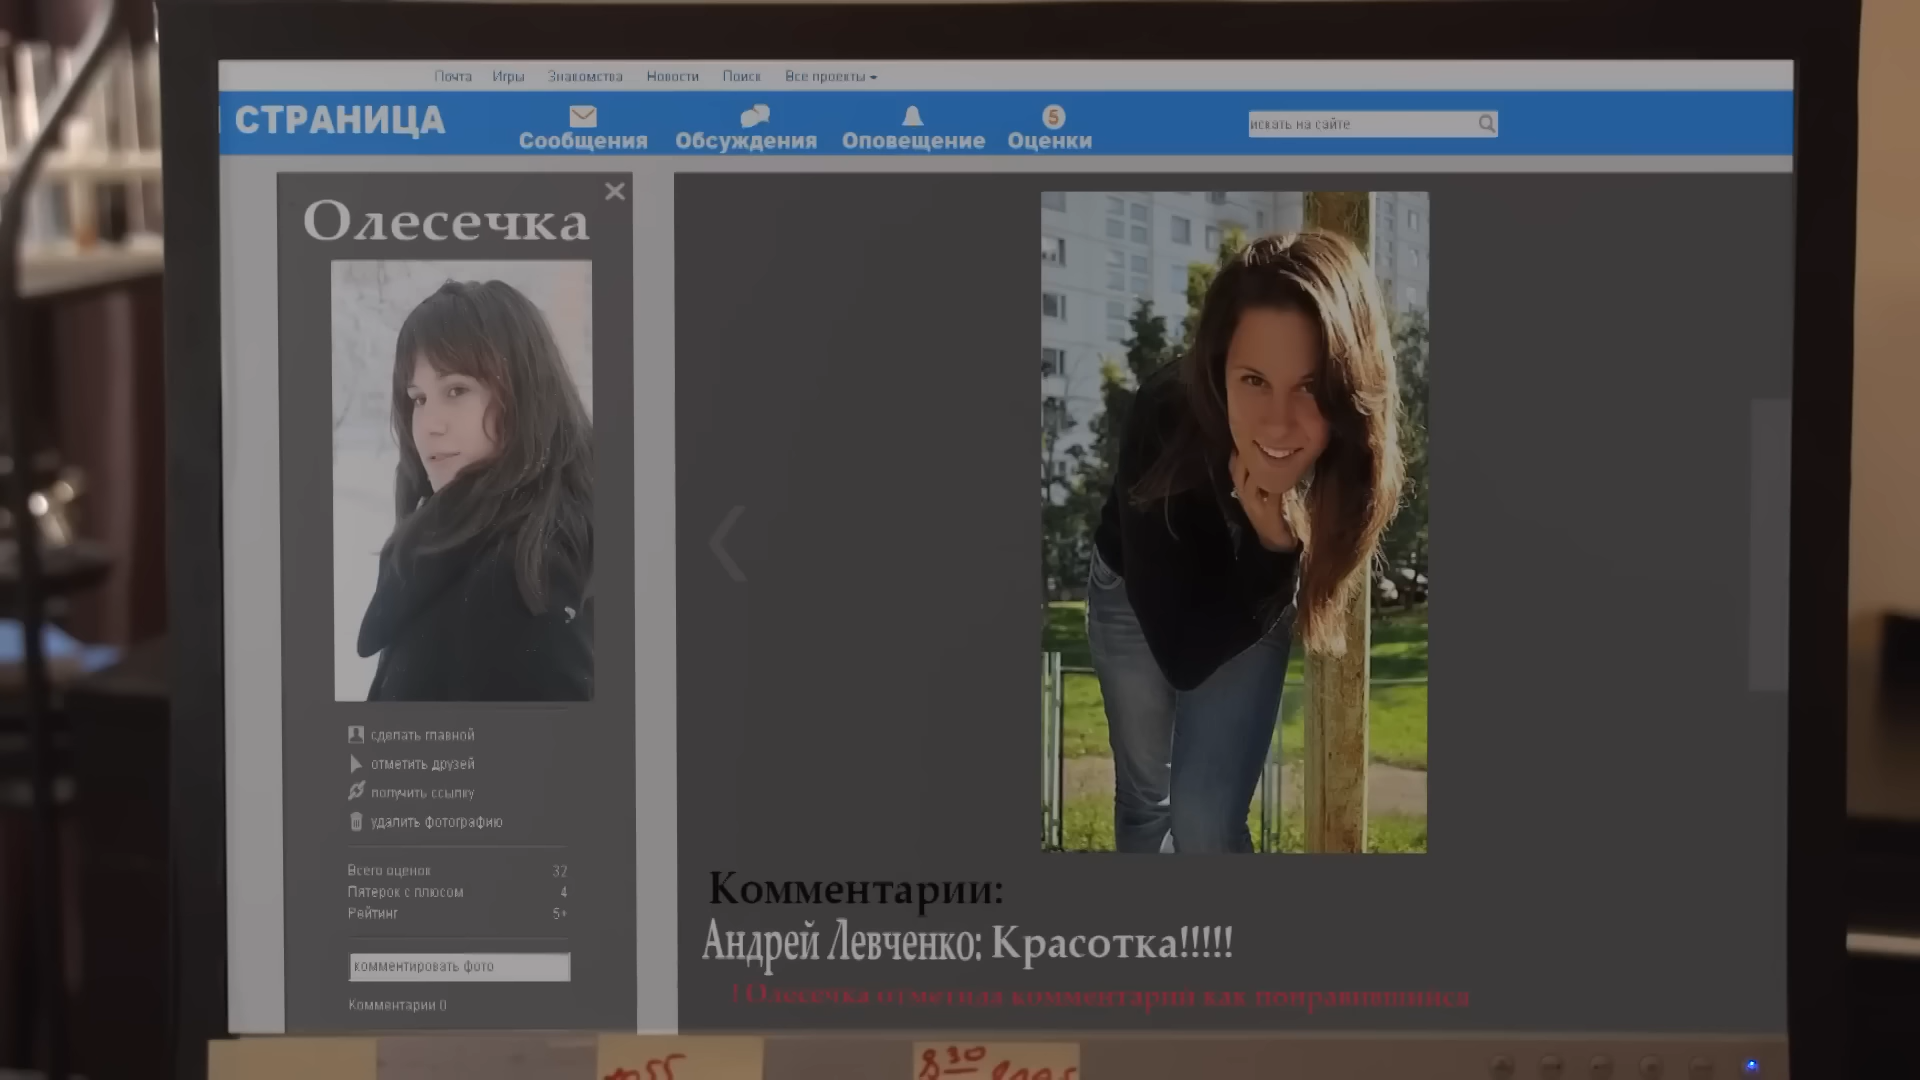 Почта Игры Знакомства Новости Поиск Все проекты
СТРАНИЦА
Сообщения Обсуждения Оповещение 5 Оценки
искать на сайте
Олесечка
сделать главной
отметить друзей
получить ссылку
удалить фотографию
Всего оценок 32
Пятерок с плюсом 4
Рейтинг 5+
комментировать фото
Комментарии 0
Комментарии:
Андрей Левченко: Красотка!!!!!
! Олесечка отметила комментарий как понравившийся
8 30